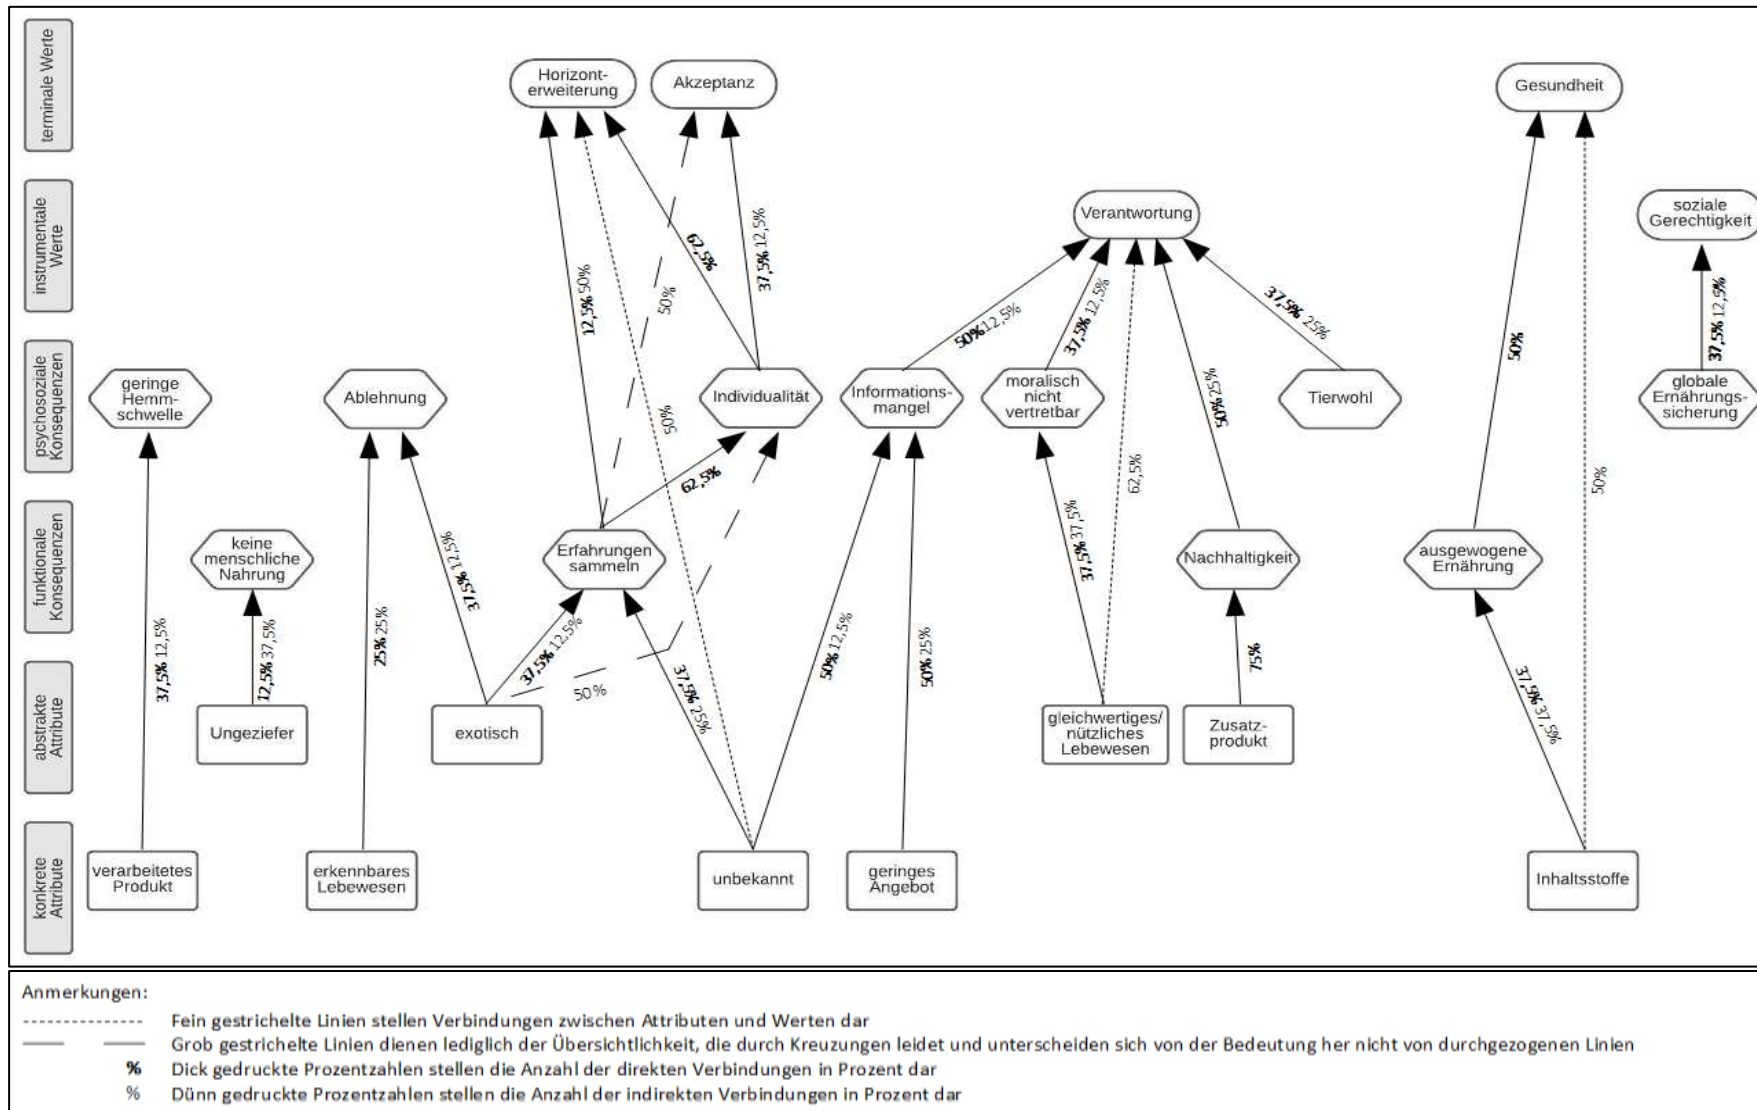 terminale Werte
Horizont-
erweiterung
Akzeptanz
Gesundheit
instrumentale
Werte
Verantwortung
soziale
Gerechtigkeit
62,5%
37,5% 12,5%
12,5% 50%
50%
50% 12,5%
37,5% 12,5%
37,5% 25%
37,5% 12,5%
psychosoziale
Konsequenzen
geringe
Hemm-
schwelle
Ablehnung
Individualität
Informations-
mangel
moralisch
nicht
vertretbar
Tierwohl
globale
Ernährungs-
sicherung
50%
50%
50% 25%
62,5%
50%
62,5%
funktionale
Konsequenzen
keine
menschliche
Nahrung
Erfahrungen
sammeln
Nachhaltigkeit
ausgewogene
Ernährung
37,5% 12,5%
37,5% 37,5%
50%
37,5% 12,5%
12,5% 37,5%
25% 25%
37,5% 12,5%
50%
37,5% 25%
50% 12,5%
50% 25%
75%
37,5% 37,5%
abstrakte
Attribute
Ungeziefer
exotisch
gleichwertiges/
nützliches
Lebewesen
Zusatz-
produkt
konkrete
Attribute
verarbeitetes
Produkt
erkennbares
Lebewesen
unbekannt
geringes
Angebot
Inhaltsstoffe
Anmerkungen:
Fein gestrichelte Linien stellen Verbindungen zwischen Attributen und Werten dar
Grob gestrichelte Linien dienen lediglich der Übersichtlichkeit, die durch Kreuzungen leidet und unterscheiden sich von der Bedeutung her nicht von durchgezogenen Linien
% Dick gedruckte Prozentzahlen stellen die Anzahl der direkten Verbindungen in Prozent dar
% Dünn gedruckte Prozentzahlen stellen die Anzahl der indirekten Verbindungen in Prozent dar